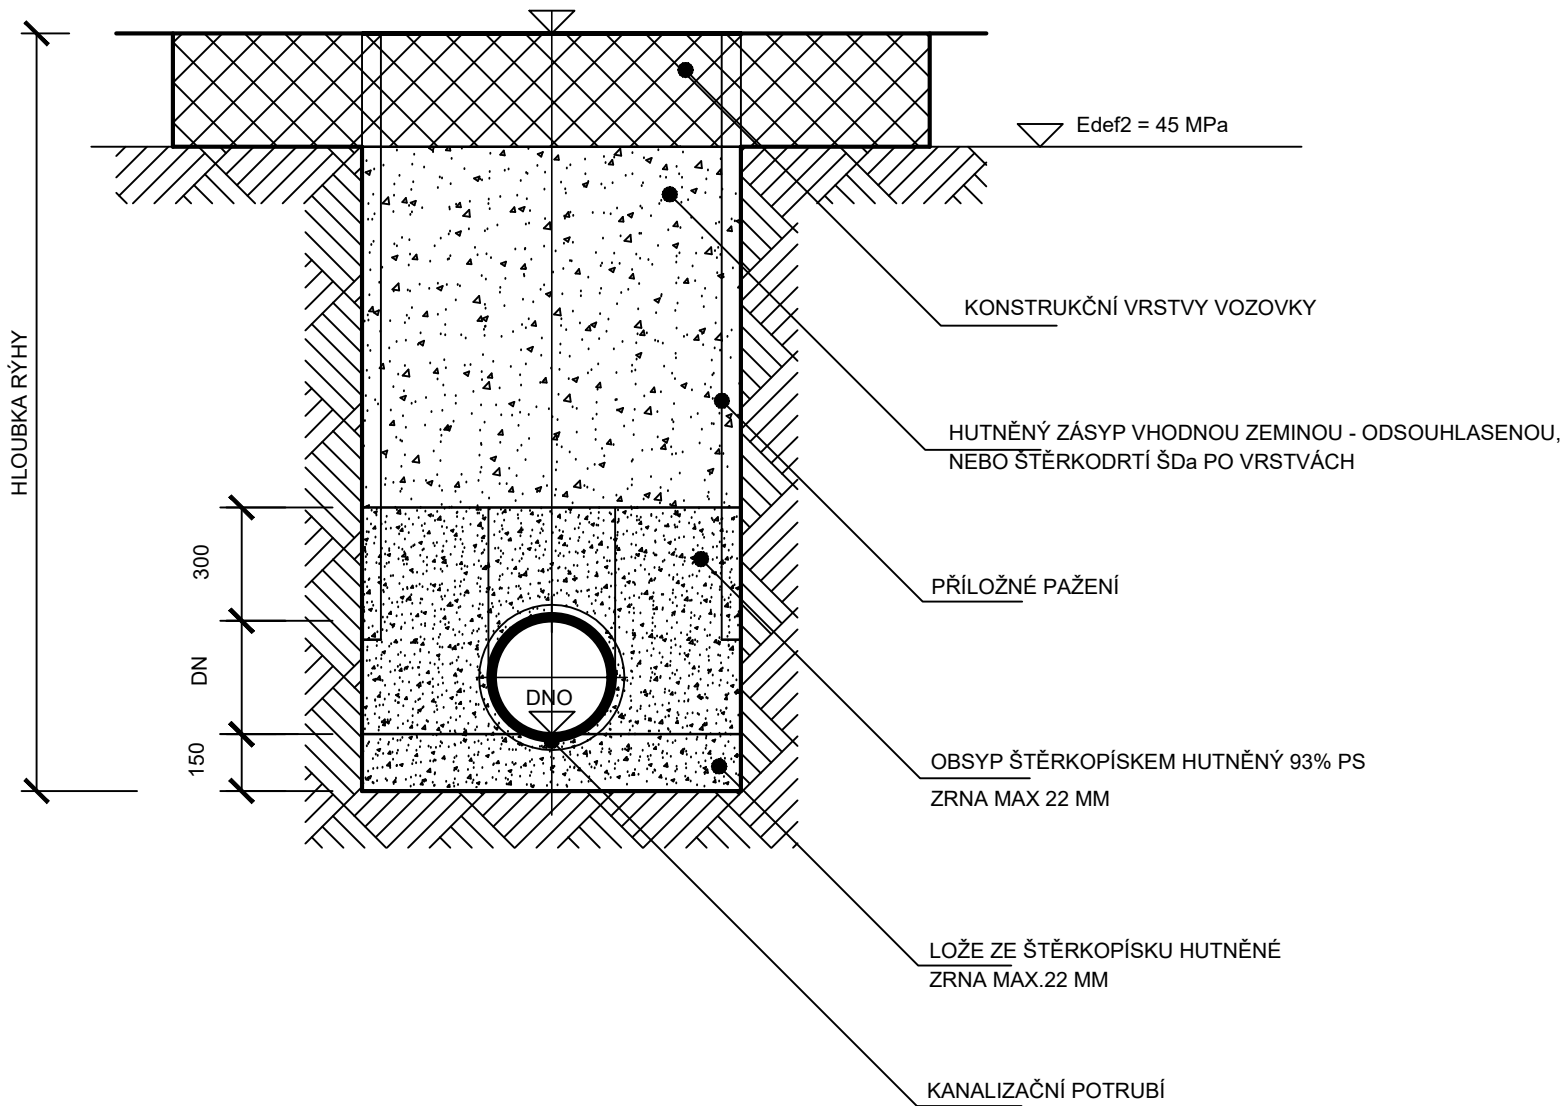 Edef2 = 45 MPa
KONSTRUKČNÍ VRSTVY VOZOVKY
HLOUBKA RÝHY
HUTNĚNÝ ZÁSYP VHODNOU ZEMINOU - ODSOUHLASENOU,
NEBO ŠTĚRKODRTÍ ŠDa PO VRSTVÁCH
300
PŘÍLOŽNÉ PAŽENÍ
DN
DNO
150
OBSYP ŠTĚRKOPÍSKEM HUTNĚNÝ 93% PS
ZRNA MAX 22 MM
LOŽE ZE ŠTĚRKOPÍSKU HUTNĚNÉ
ZRNA MAX.22 MM
KANALIZAČNÍ POTRUBÍ